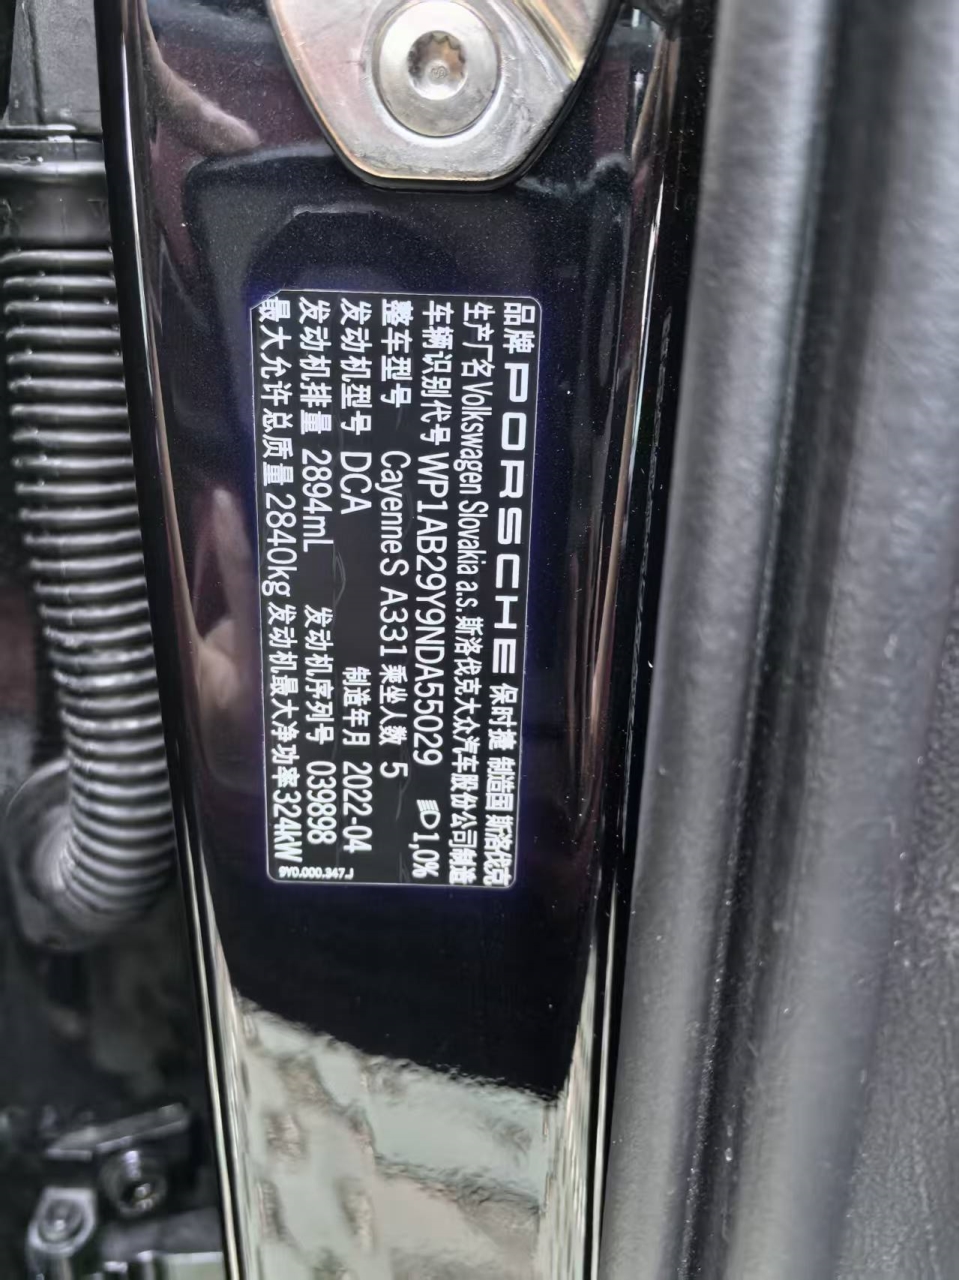 品牌 PORSCHE 保时捷 制造国 斯洛伐克
生产厂名 Volkswagen Slovakia a.s. 斯洛伐克大众汽车股份公司制造
车辆识别代号 WP1AB29Y9NDA55029 1,0%
整车型号 Cayenne S A331 乘坐人数 5
发动机型号 DCA 制造年月 2022-04
发动机排量 2894mL 发动机序列号 039898
最大允许总质量 2840kg 发动机最大净功率 324kW
9Y0.000.347.J